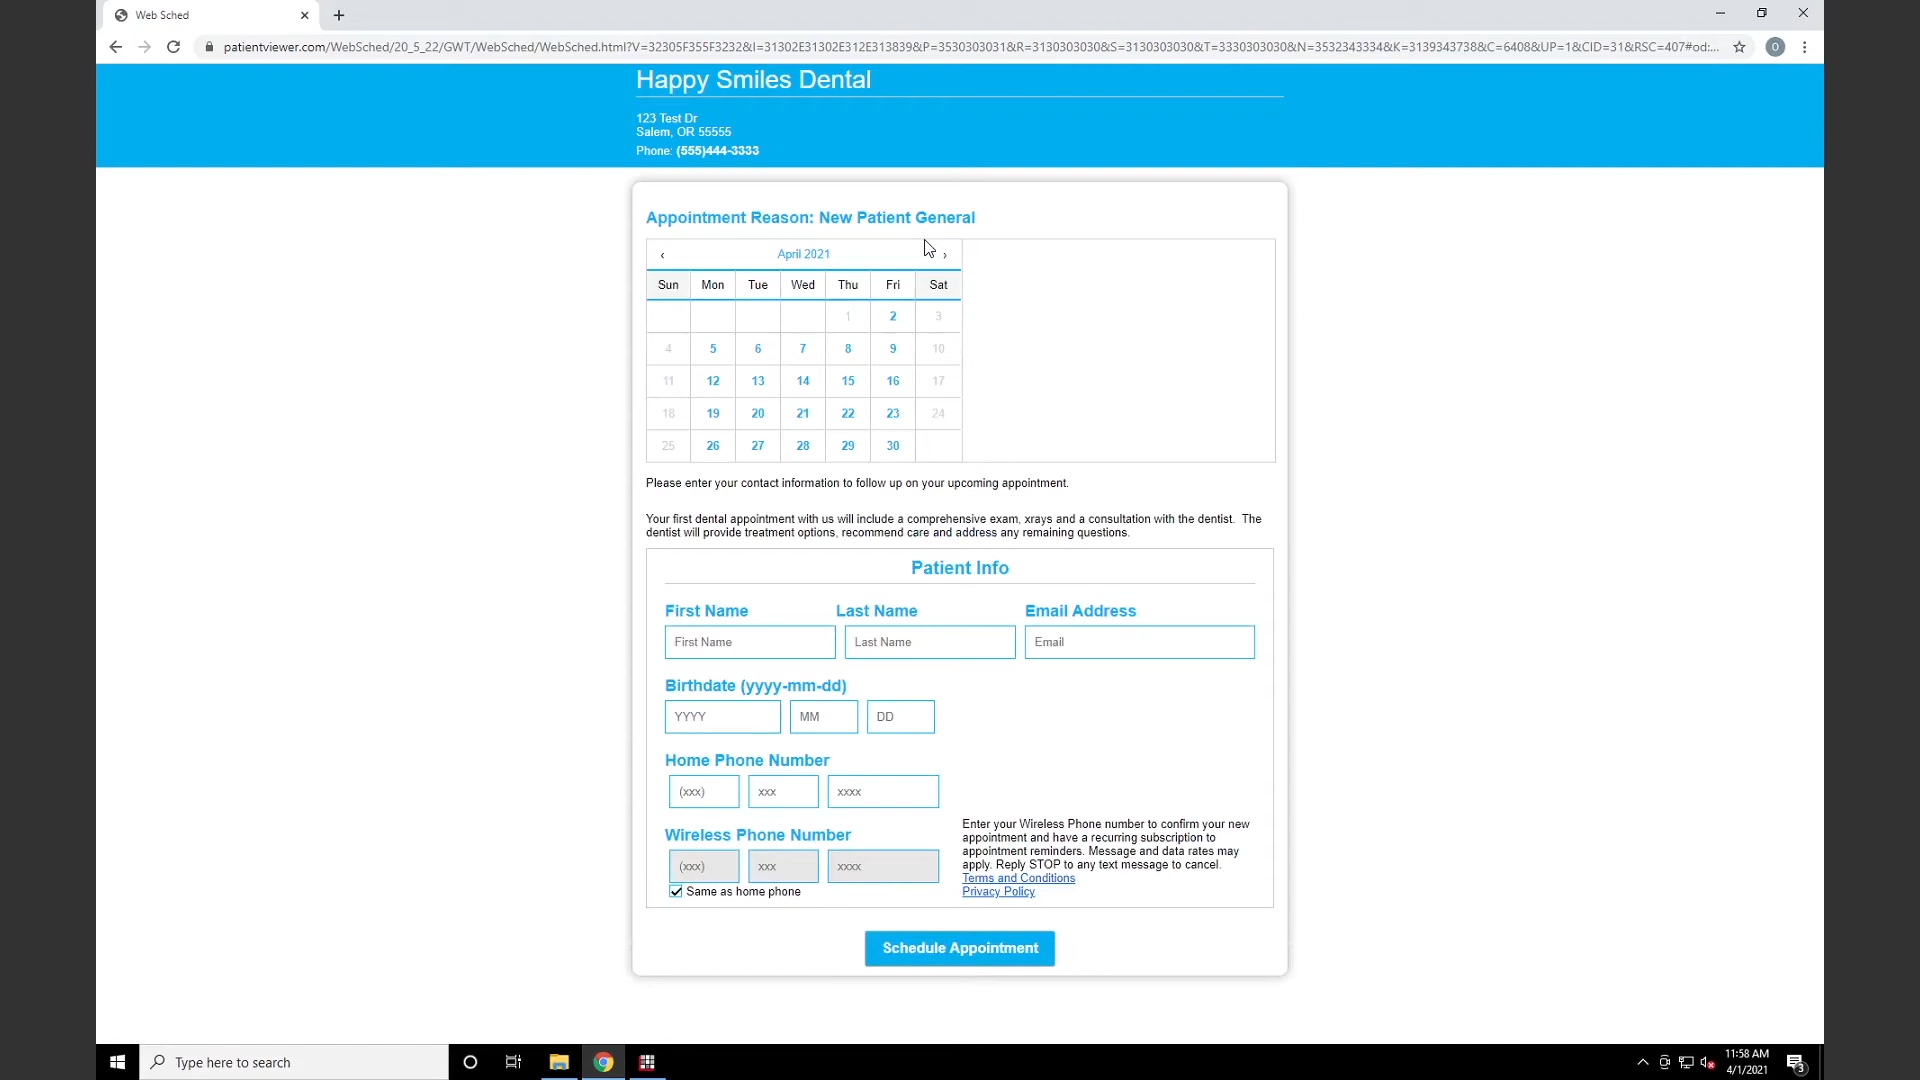 Web Sched
patientviewer.com/WebSched/20_5_22/GWT/WebSched/WebSched.html?V=32305F355F3232&I=31302E31302E312E313839&P=3530303031&R=3130303030&S=3130303030&T=3330303030&N=3532343334&K=3139343738&C=6408&UP=1&CID=31&RSC=407#od:...
O
Happy Smiles Dental
123 Test Dr
Salem, OR 55555
Phone: (555)444-3333
Appointment Reason: New Patient General
‹ April 2021 ›
Sun Mon Tue Wed Thu Fri Sat
1 2 3
4 5 6 7 8 9 10
11 12 13 14 15 16 17
18 19 20 21 22 23 24
25 26 27 28 29 30
Please enter your contact information to follow up on your upcoming appointment.
Your first dental appointment with us will include a comprehensive exam, xrays and a consultation with the dentist. The
dentist will provide treatment options, recommend care and address any remaining questions.
Patient Info
First Name Last Name Email Address
First Name Last Name Email
Birthdate (yyyy-mm-dd)
YYYY MM DD
Home Phone Number
(xxx) xxx xxxx
Wireless Phone Number
(xxx) xxx xxxx
Same as home phone
Enter your Wireless Phone number to confirm your new
appointment and have a recurring subscription to
appointment reminders. Message and data rates may
apply. Reply STOP to any text message to cancel.
Terms and Conditions
Privacy Policy
Schedule Appointment
Type here to search
11:58 AM
4/1/2021
3